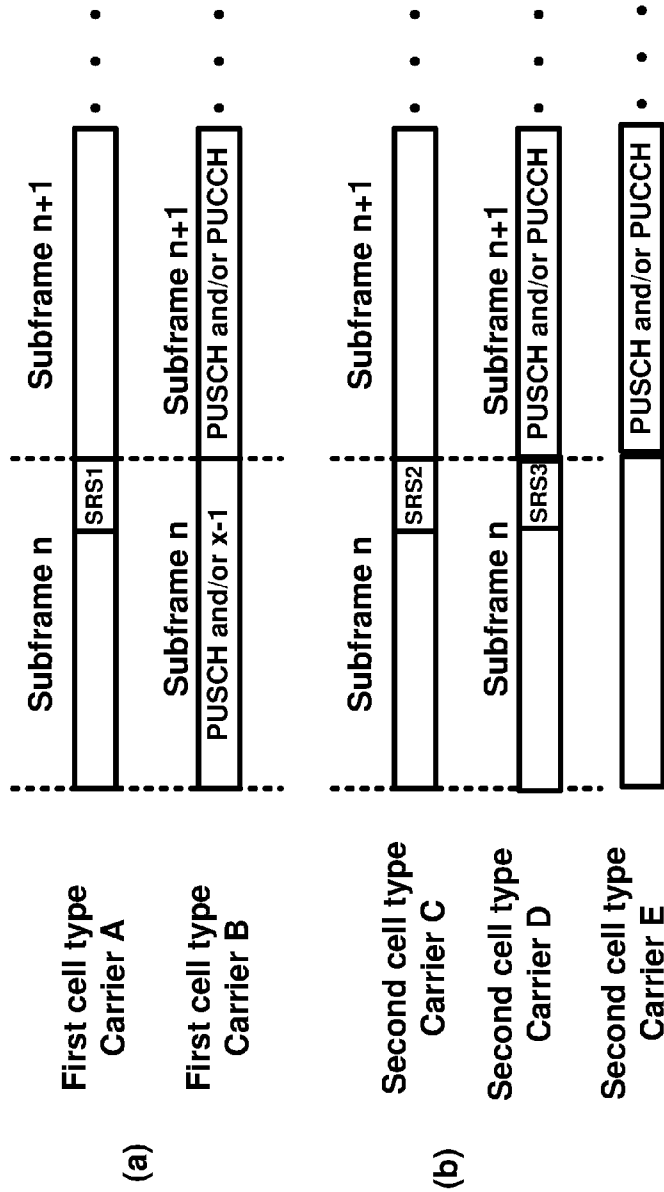 (a)
First cell type
Carrier A
Subframe n
Subframe n+1
SRS1
First cell type
Carrier B
Subframe n
Subframe n+1
PUSCH and/or x-1
PUSCH and/or PUCCH
(b)
Second cell type
Carrier C
Subframe n
Subframe n+1
SRS2
Second cell type
Carrier D
Subframe n
Subframe n+1
SRS3
PUSCH and/or PUCCH
Second cell type
Carrier E
PUSCH and/or PUCCH